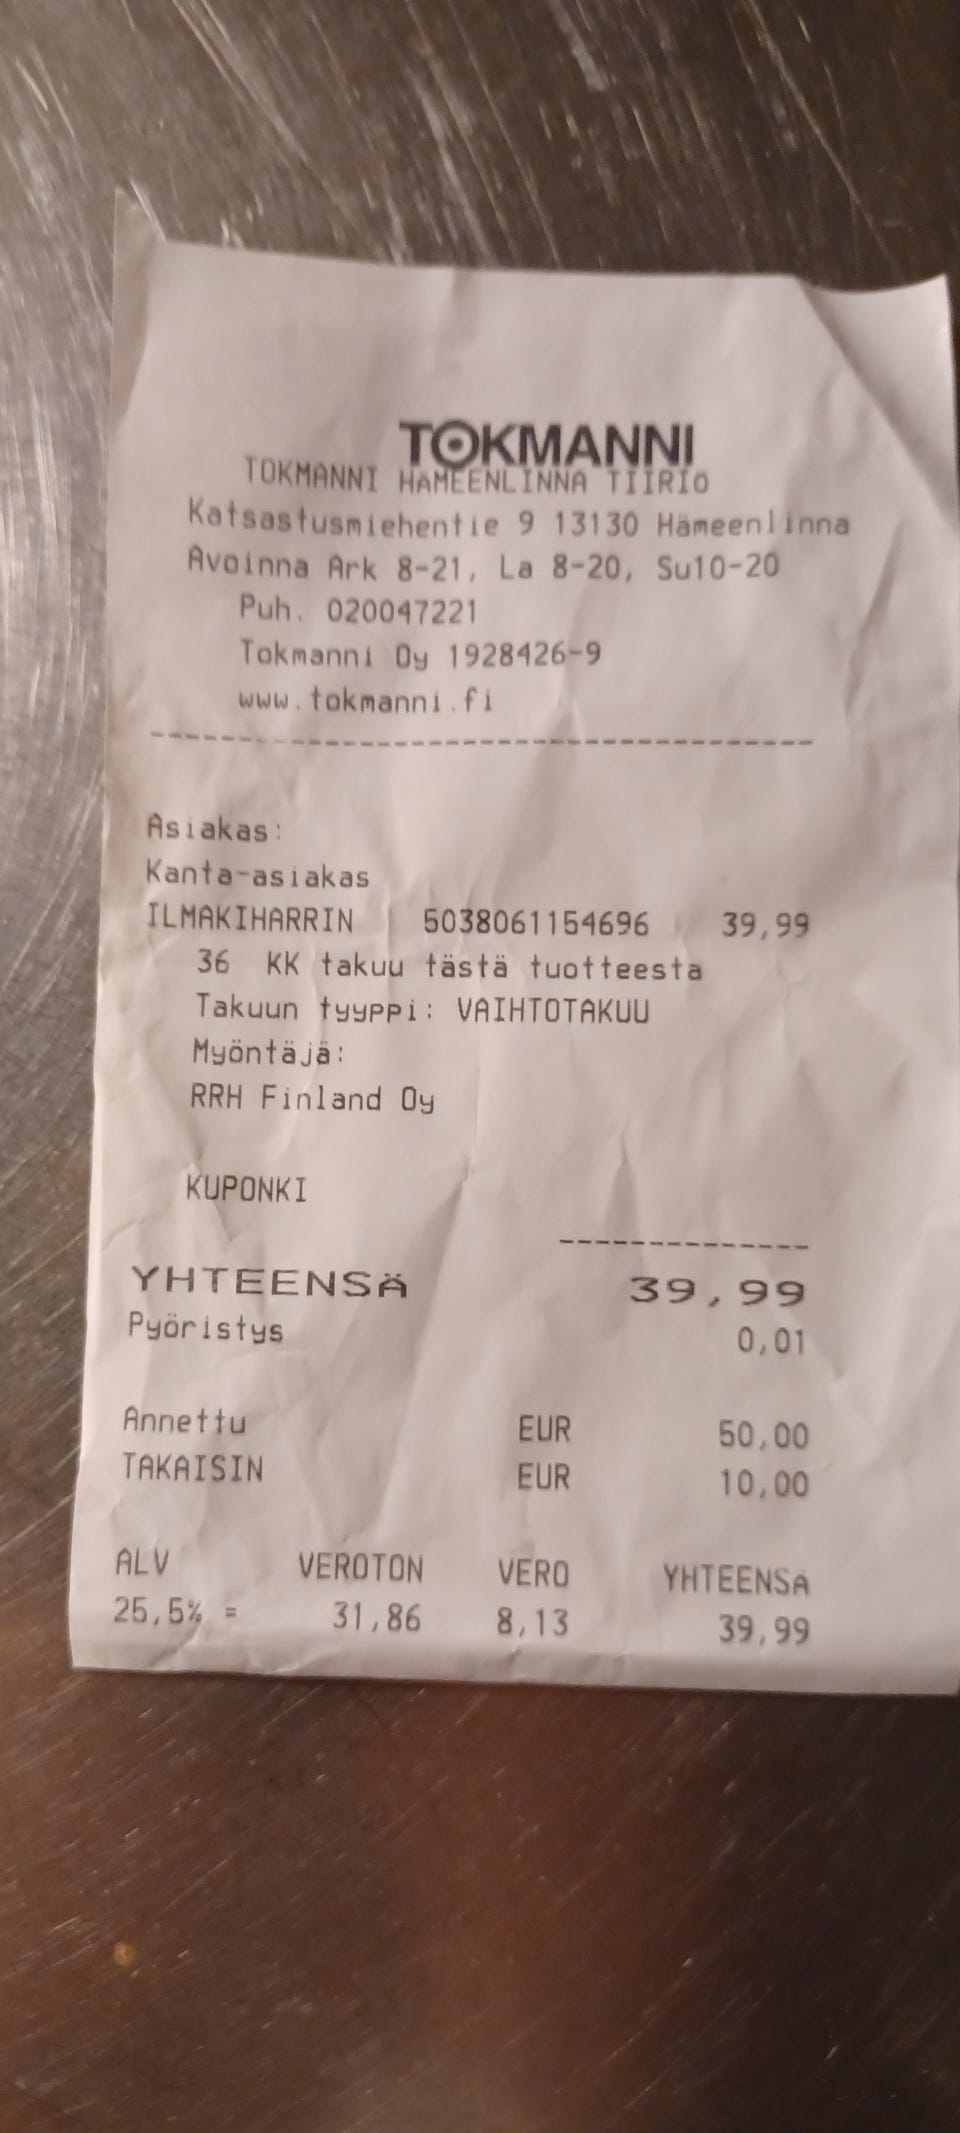 TOKMANNI
TOKMANNI HÄMEENLINNA TIIRIÖ
Katsastusmiehentie 9 13130 Hämeenlinna
Avoinna Ark 8-21, La 8-20, Su10-20
Puh. 020047221
Tokmanni Oy 1928426-9
www.tokmanni.fi
Asiakas:
Kanta-asiakas
ILMAKIHARRIN 5038061154696 39,99
36 KK takuu tästä tuotteesta
Takuun tyyppi: VAIHTOTAKUU
Myöntäjä:
RRH Finland Oy
KUPONKI
YHTEENSÄ 39,99
Pyöristys 0,01
Annettu EUR 50,00
TAKAISIN EUR 10,00
ALV VEROTON VERO YHTEENSÄ
25,5% = 31,86 8,13 39,99